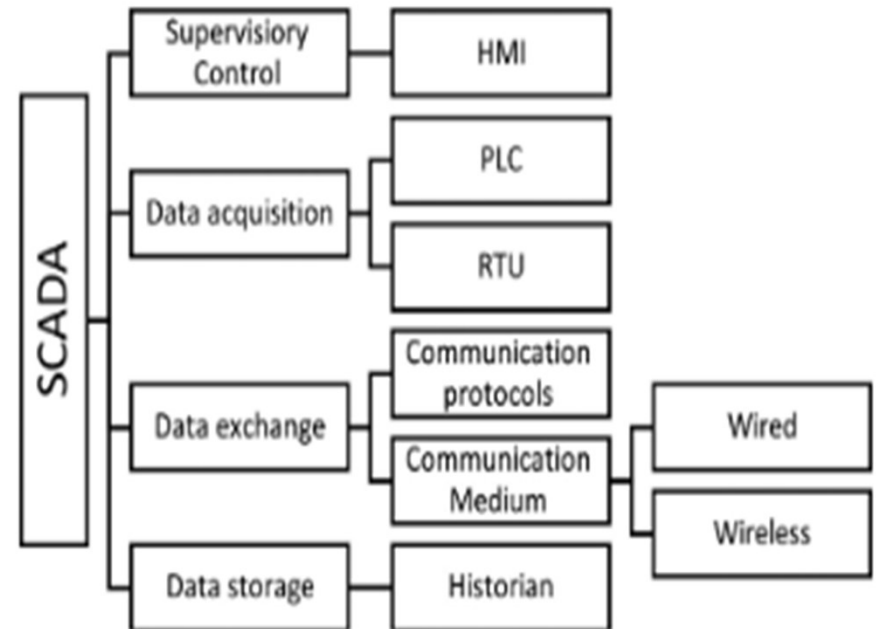 SCADA
Supervisiory
Control
HMI
Data acquisition
PLC
RTU
Data exchange
Communication
protocols
Communication
Medium
Wired
Wireless
Data storage
Historian